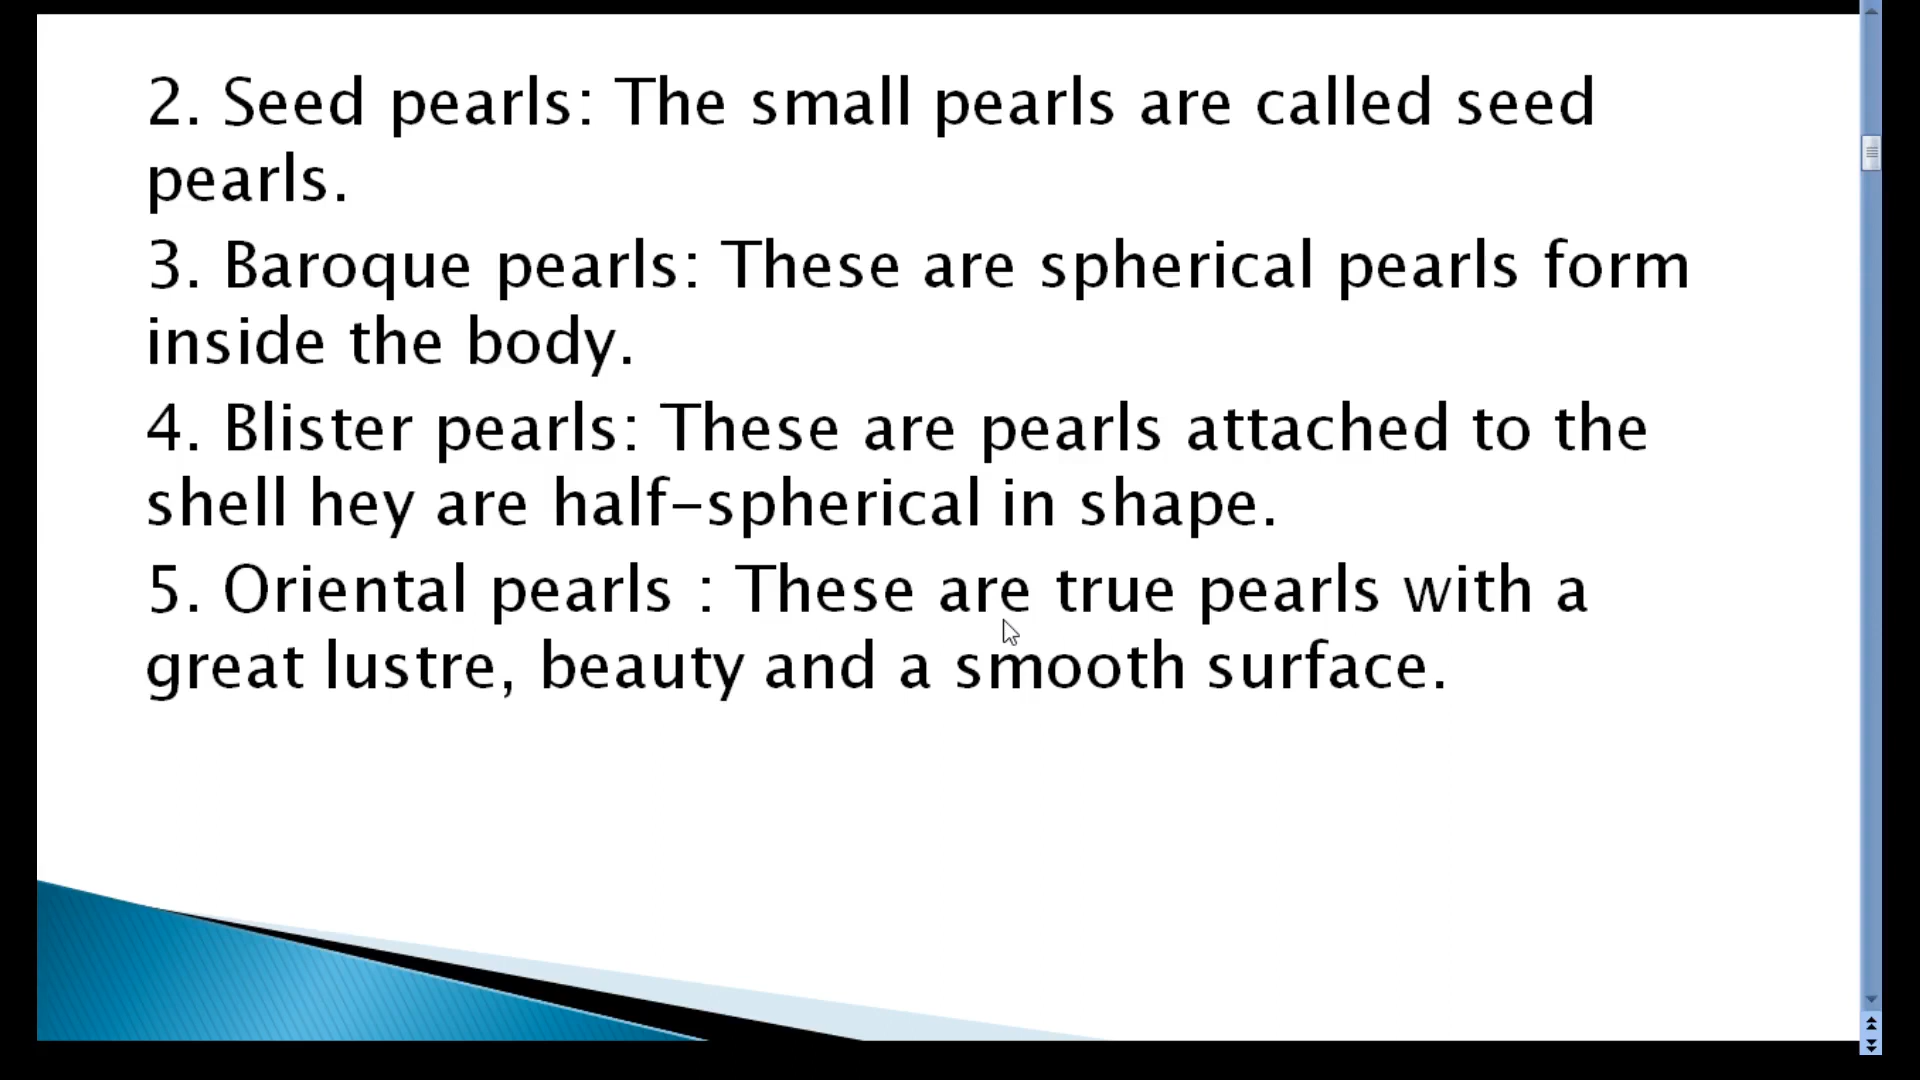 2. Seed pearls: The small pearls are called seed
pearls.
3. Baroque pearls: These are spherical pearls form
inside the body.
4. Blister pearls: These are pearls attached to the
shell hey are half-spherical in shape.
5. Oriental pearls : These are true pearls with a
great lustre, beauty and a smooth surface.